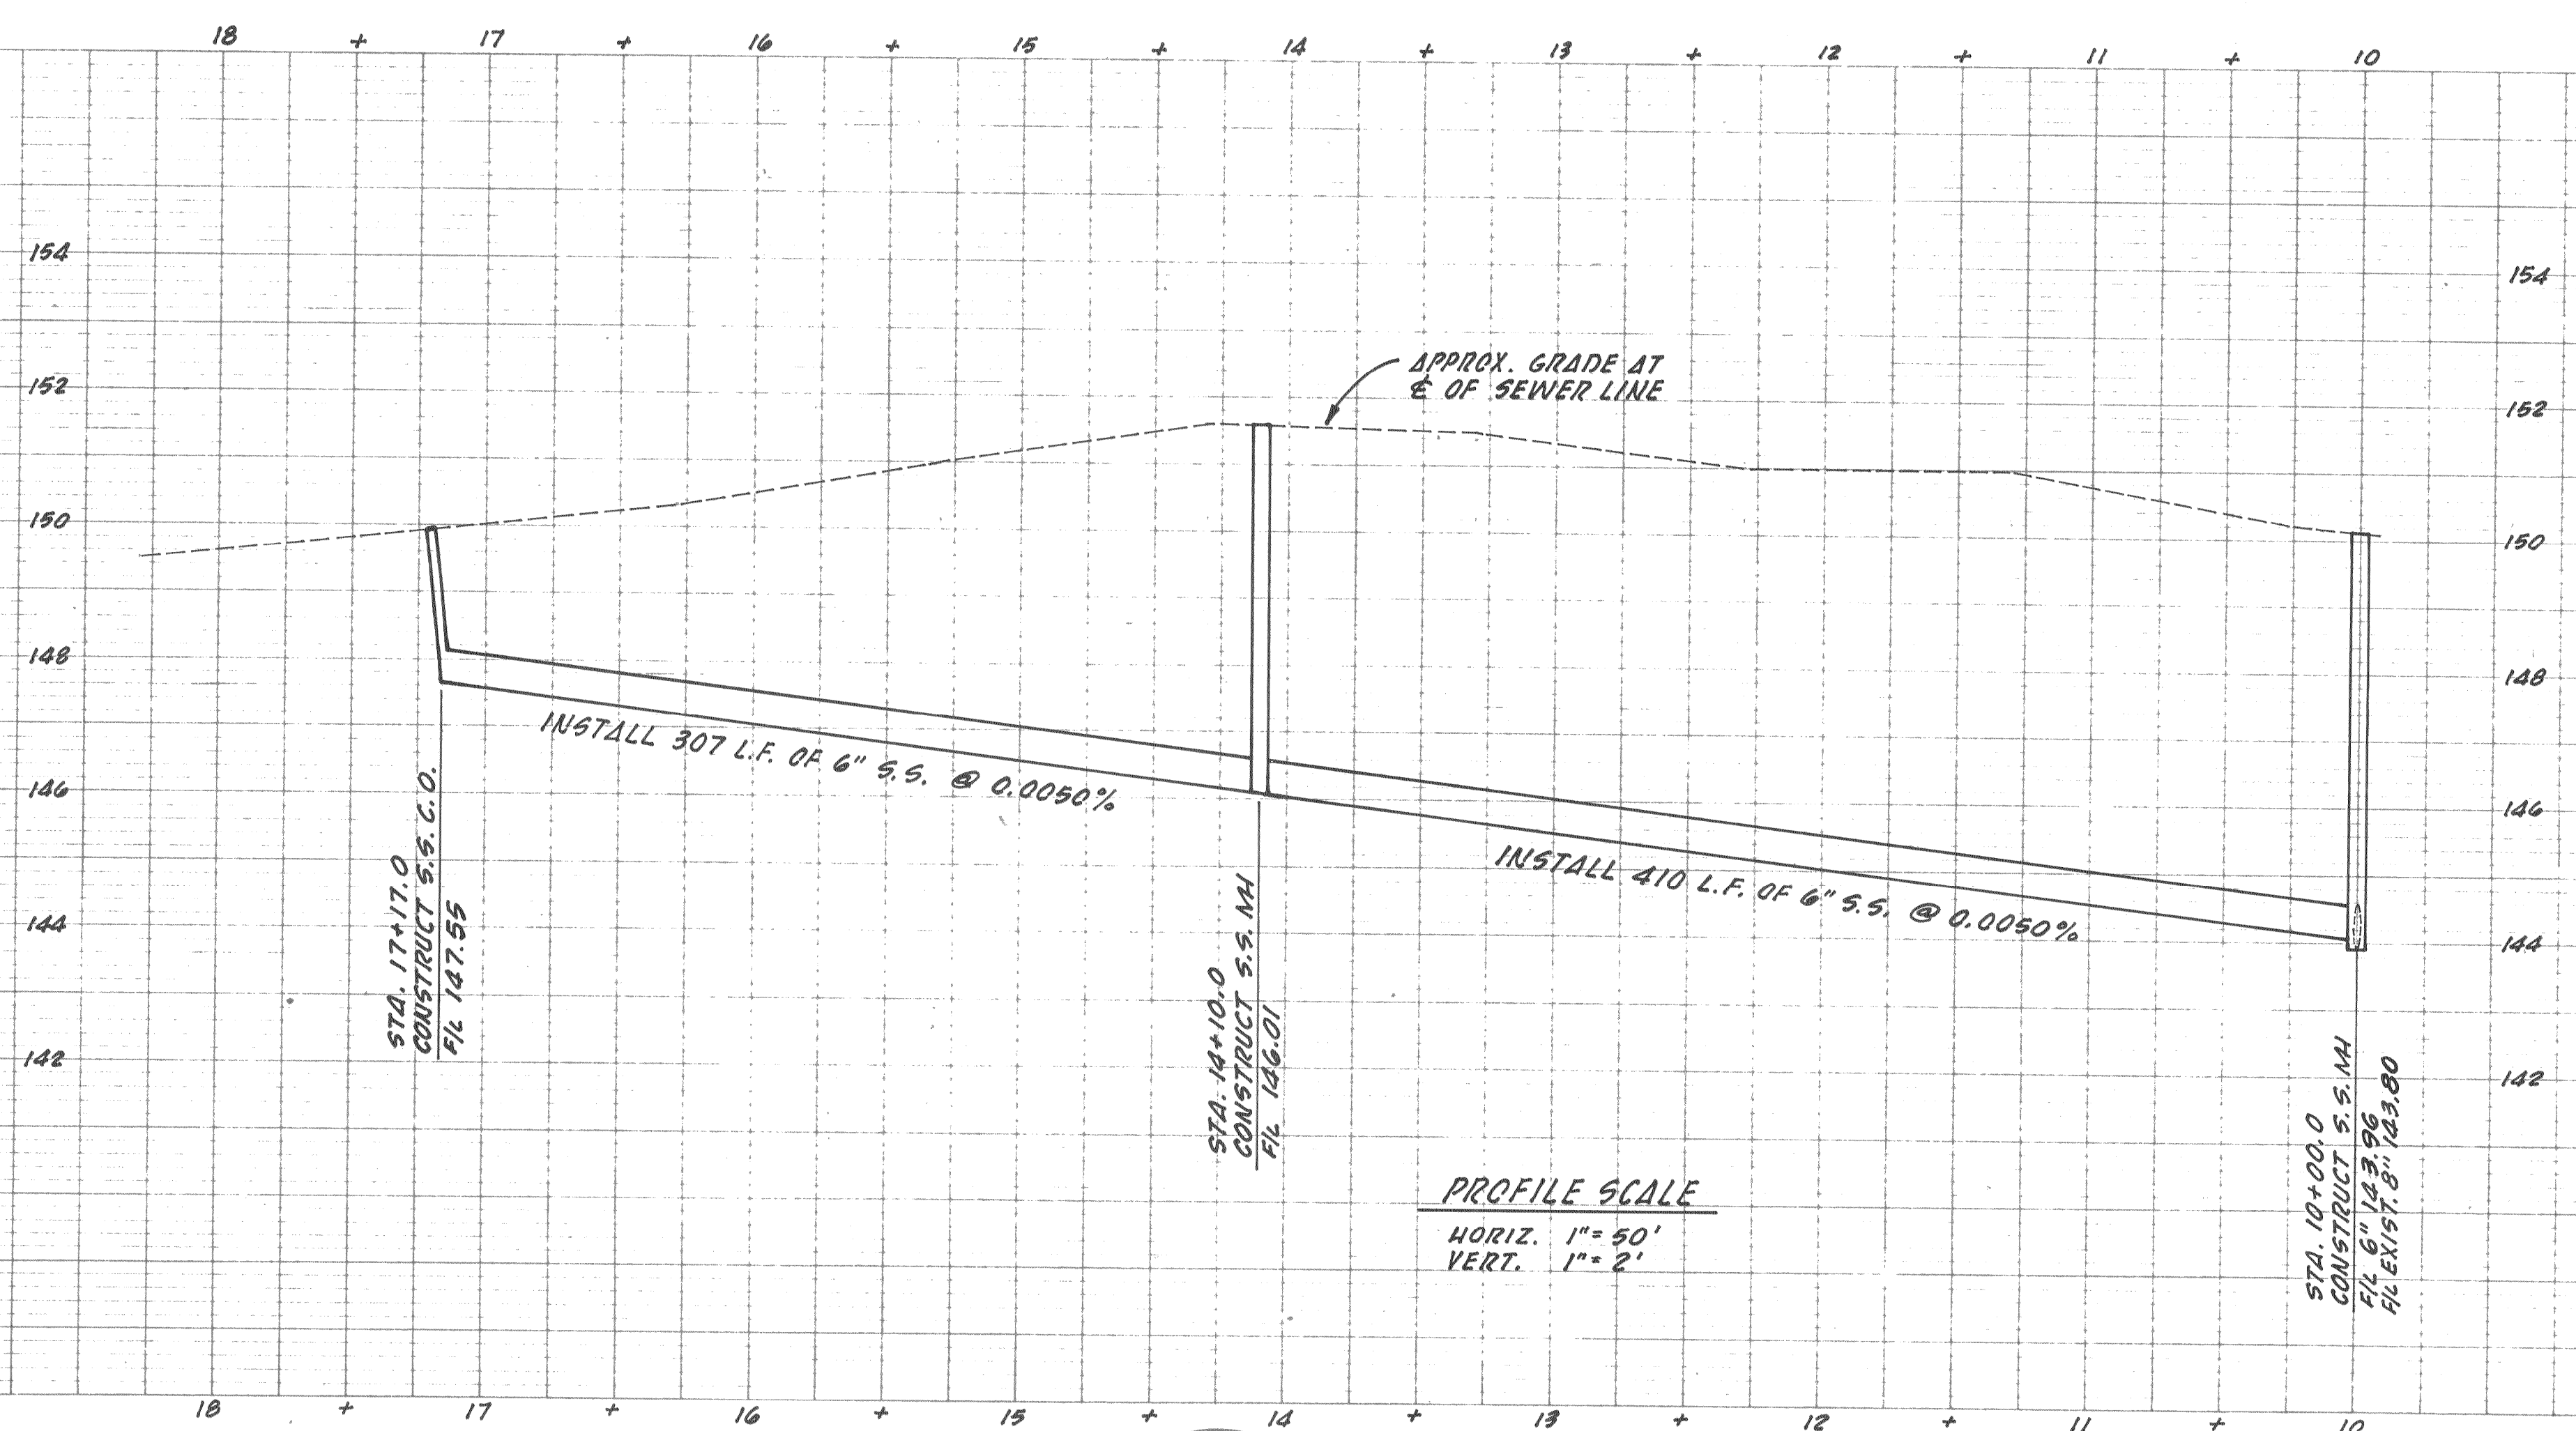 18 + 17 + 16 + 15 + 14 + 13 + 12 + 11 + 10
154
154
152
152
150
150
148
148
146
146
144
144
142
142
APPROX. GRADE AT
℄ OF SEWER LINE
INSTALL 307 L.F. OF 6" S.S. @ 0.0050%
INSTALL 410 L.F. OF 6" S.S. @ 0.0050%
STA. 17+17.0
CONSTRUCT S.S.C.O.
F/L 147.55
STA. 14+10.0
CONSTRUCT S.S. MH
F/L 146.01
STA. 10+00.0
CONSTRUCT S.S. MH
F/L 6" 143.96
F/L EXIST. 8" 143.80
PROFILE SCALE
HORIZ. 1"= 50'
VERT. 1"= 2'
18 + 17 + 16 + 15 + 14 + 13 + 12 + 11 + 10